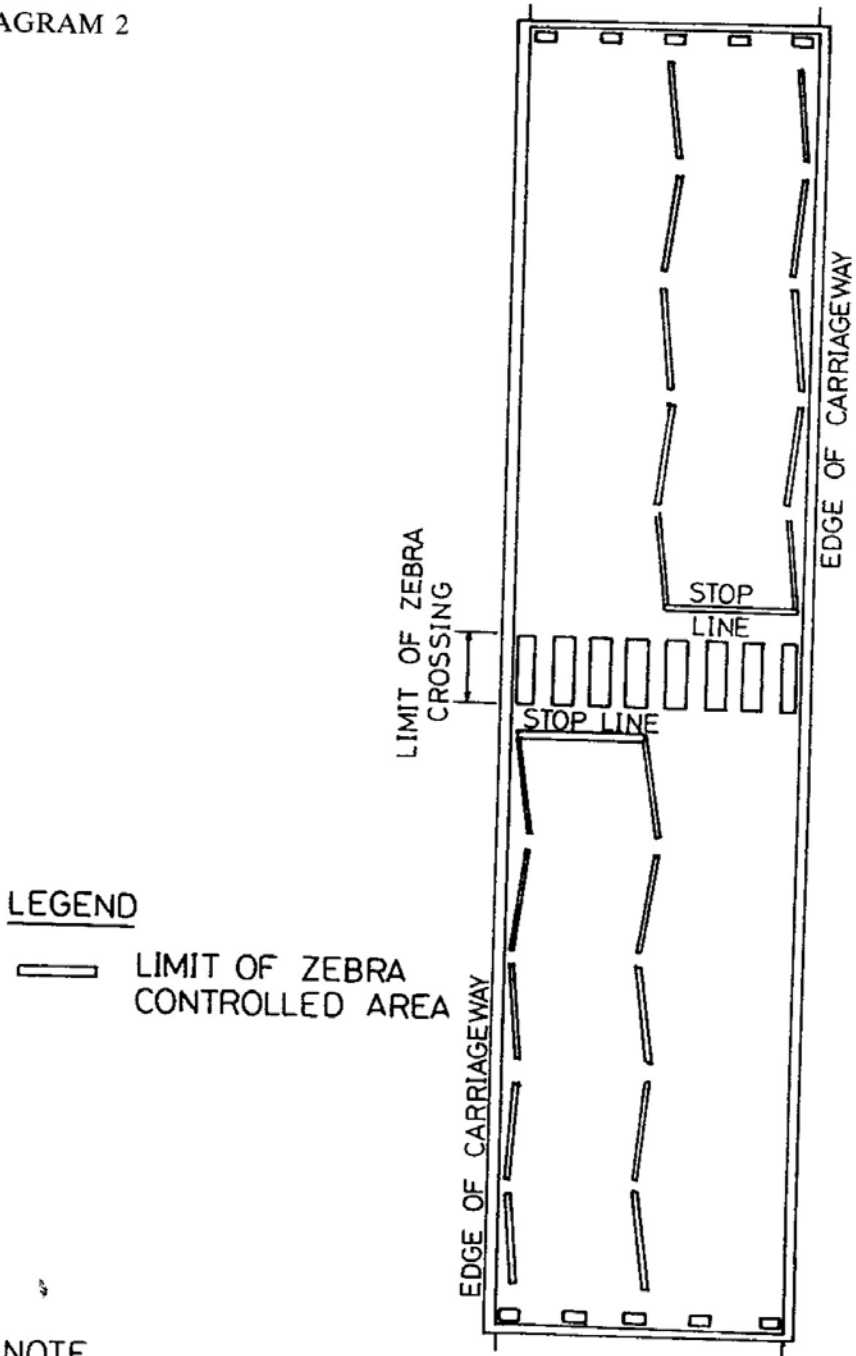 AGRAM 2
EDGE OF CARRIAGEWAY
STOP
LINE
LIMIT OF ZEBRA
CROSSING
STOP LINE
LEGEND
LIMIT OF ZEBRA
CONTROLLED AREA
EDGE OF CARRIAGEWAY
NOTE